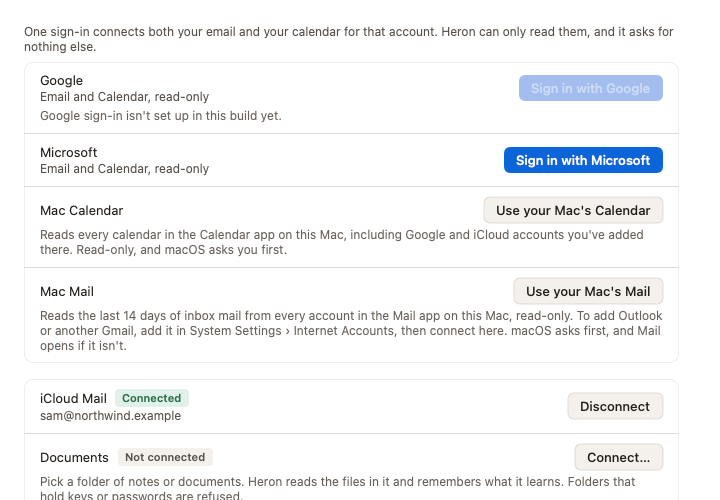 One sign-in connects both your email and your calendar for that account. Heron can only read them, and it asks for
nothing else.
Google
Email and Calendar, read-only
Google sign-in isn't set up in this build yet.
Sign in with Google
Microsoft
Email and Calendar, read-only
Sign in with Microsoft
Mac Calendar
Use your Mac's Calendar
Reads every calendar in the Calendar app on this Mac, including Google and iCloud accounts you've added
there. Read-only, and macOS asks you first.
Mac Mail
Use your Mac's Mail
Reads the last 14 days of inbox mail from every account in the Mail app on this Mac, read-only. To add Outlook
or another Gmail, add it in System Settings › Internet Accounts, then connect here. macOS asks first, and Mail
opens if it isn't.
iCloud Mail Connected
sam@northwind.example
Disconnect
Documents Not connected
Connect...
Pick a folder of notes or documents. Heron reads the files in it and remembers what it learns. Folders that
hold keys or passwords are refused.